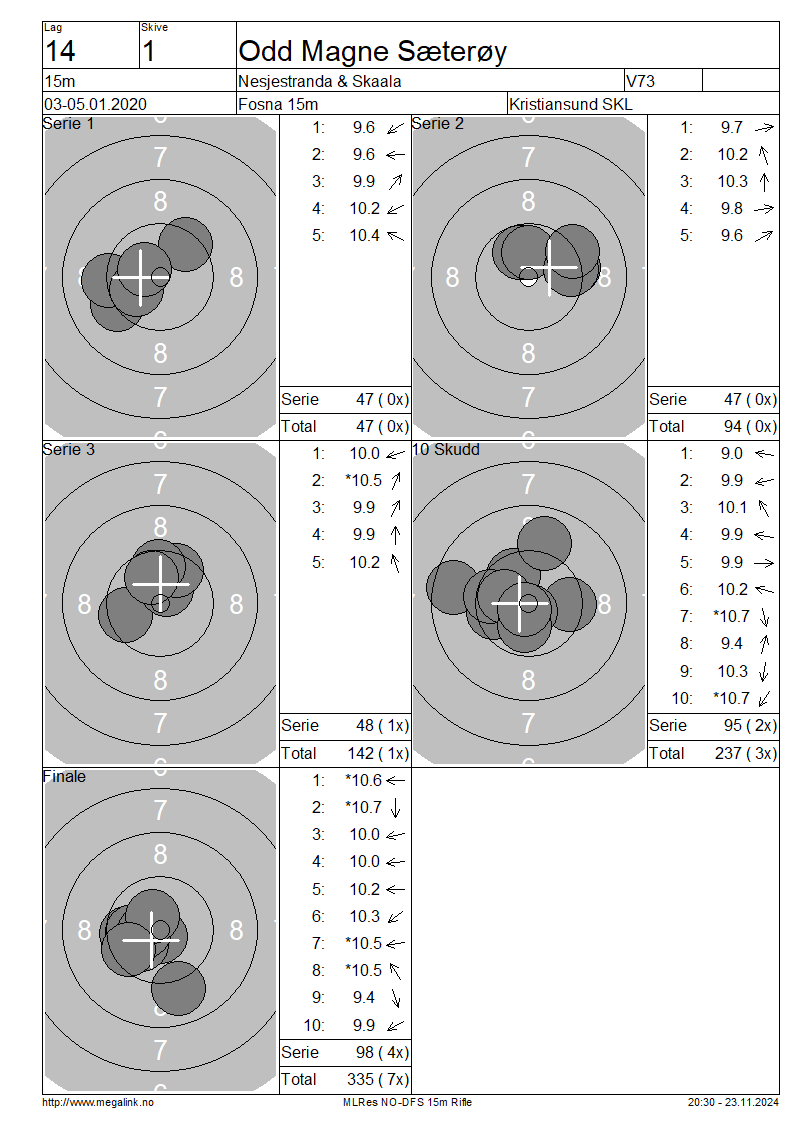 Lag
Skive
14
1
Odd Magne Sæterøy
15m
Nesjestranda & Skaala
V73
03-05.01.2020
Fosna 15m
Kristiansund SKL
Serie 1
7
8
8
8
7
1: 9.6
2: 9.6
3: 9.9
4: 10.2
5: 10.4
Serie 47 ( 0x)
Total 47 ( 0x)
Serie 2
7
8
8
8
8
7
1: 9.7
2: 10.2
3: 10.3
4: 9.8
5: 9.6
Serie 47 ( 0x)
Total 94 ( 0x)
Serie 3
7
8
8
8
8
7
6
1: 10.0
2: *10.5
3: 9.9
4: 9.9
5: 10.2
Serie 48 ( 1x)
Total 142 ( 1x)
10 Skudd
7
8
8
8
7
6
1: 9.0
2: 9.9
3: 10.1
4: 9.9
5: 9.9
6: 10.2
7: *10.7
8: 9.4
9: 10.3
10: *10.7
Serie 95 ( 2x)
Total 237 ( 3x)
Finale
7
8
8
8
7
6
1: *10.6
2: *10.7
3: 10.0
4: 10.0
5: 10.2
6: 10.3
7: *10.5
8: *10.5
9: 9.4
10: 9.9
Serie 98 ( 4x)
Total 335 ( 7x)
http://www.megalink.no
MLRes NO-DFS 15m Rifle
20:30 - 23.11.2024